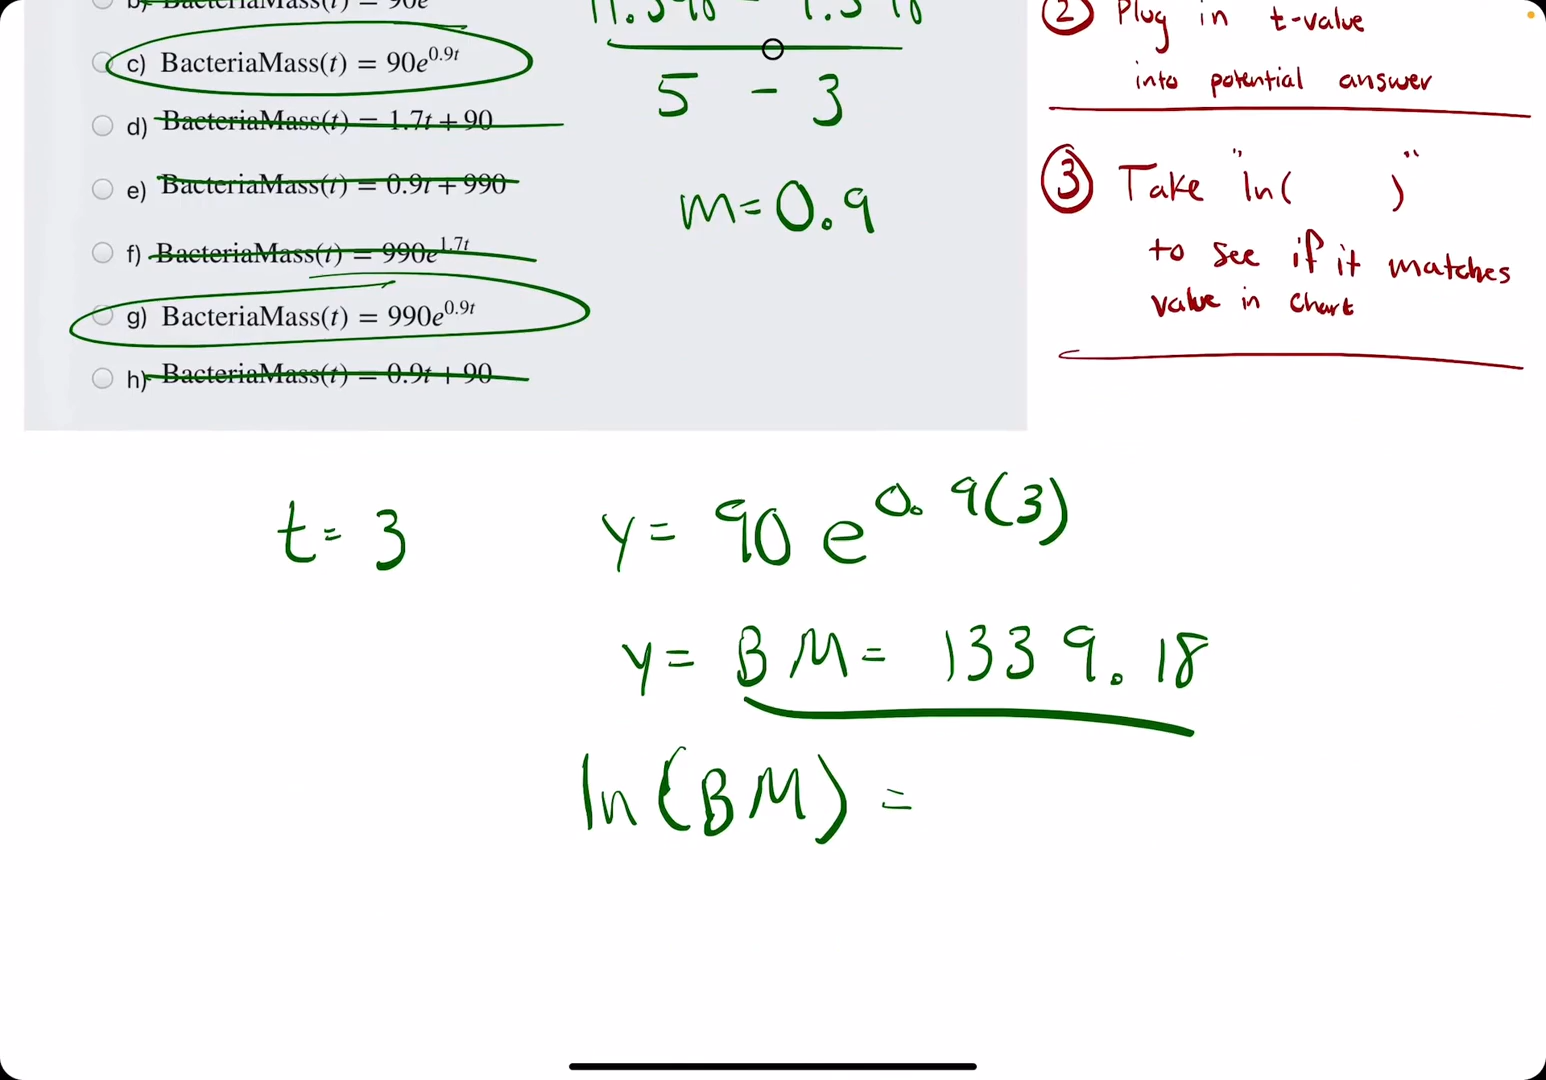 c) BacteriaMass(t) = 90e^0.9t
d) BacteriaMass(t) = 1.7t + 90
e) BacteriaMass(t) = 0.9t + 990
f) BacteriaMass(t) = 990e^1.7t
g) BacteriaMass(t) = 990e^0.9t
h) BacteriaMass(t) = 0.9t + 90
5 - 3
m = 0.9
② Plug in t-value
into potential answer
③ Take "ln( )"
to see if it matches
value in chart
t = 3
y = 90 e^0.9(3)
y = BM = 1339.18
ln(BM) =